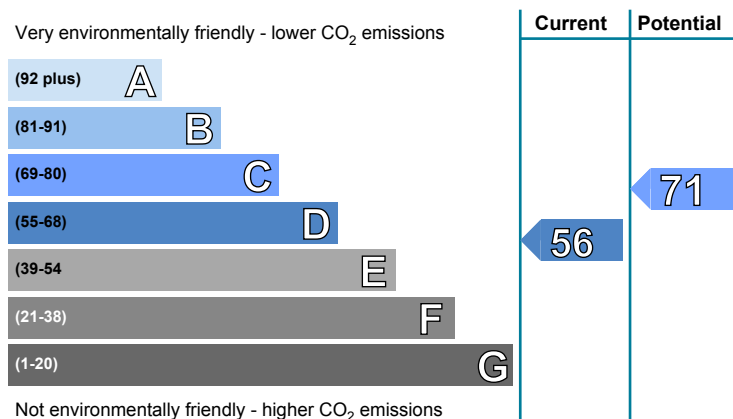 Very environmentally friendly - lower CO2 emissions
Current
Potential
(92 plus) A
(81-91) B
(69-80) C
71
(55-68) D
56
(39-54 E
(21-38) F
(1-20) G
Not environmentally friendly - higher CO2 emissions